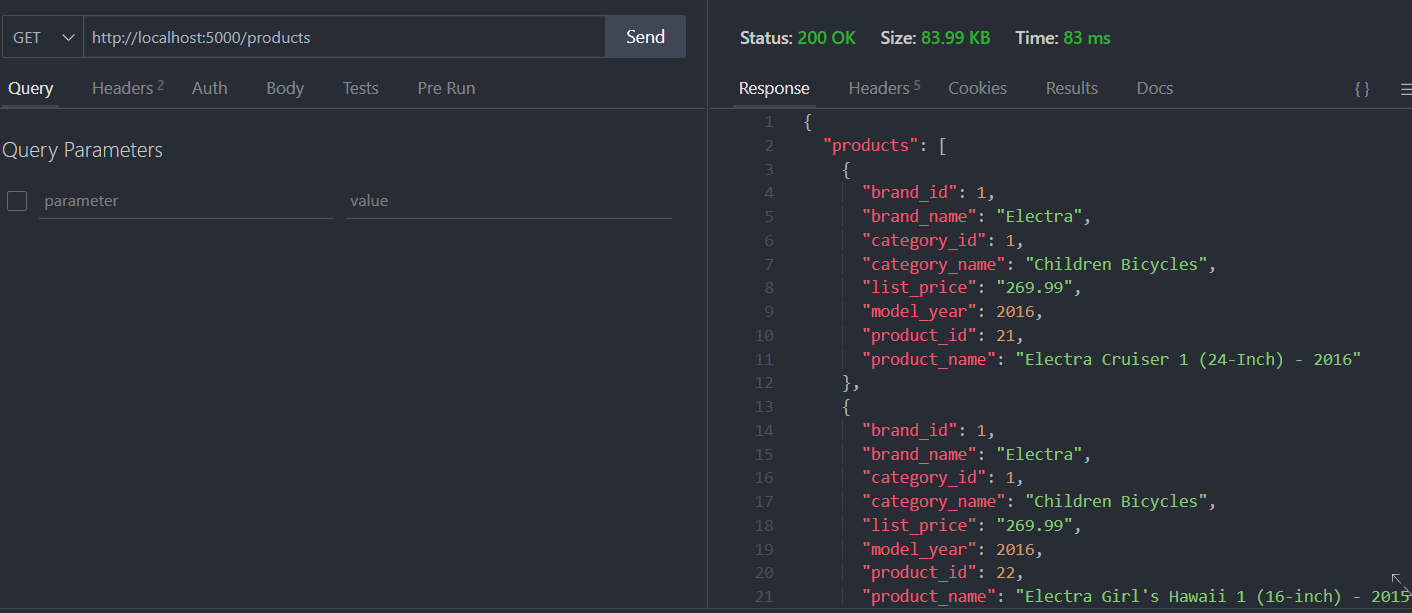 GET http://localhost:5000/products Send
Query Headers 2 Auth Body Tests Pre Run
Query Parameters
parameter value
Status: 200 OK Size: 83.99 KB Time: 83 ms
Response Headers 5 Cookies Results Docs {}
1 {
2 "products": [
3 {
4 "brand_id": 1,
5 "brand_name": "Electra",
6 "category_id": 1,
7 "category_name": "Children Bicycles",
8 "list_price": "269.99",
9 "model_year": 2016,
10 "product_id": 21,
11 "product_name": "Electra Cruiser 1 (24-Inch) - 2016"
12 },
13 {
14 "brand_id": 1,
15 "brand_name": "Electra",
16 "category_id": 1,
17 "category_name": "Children Bicycles",
18 "list_price": "269.99",
19 "model_year": 2016,
20 "product_id": 22,
21 "product_name": "Electra Girl's Hawaii 1 (16-inch) - 2015